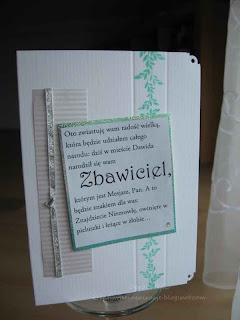 Oto zwiastuję wam radość wielką,
która będzie udziałem całego
narodu: dziś w mieście Dawida
narodził się wam
Zbawiciel,
którym jest Mesjasz, Pan. A to
będzie znakiem dla was:
Znajdziecie Niemowlę, owinięte w
pieluszki i leżące w żłobie...